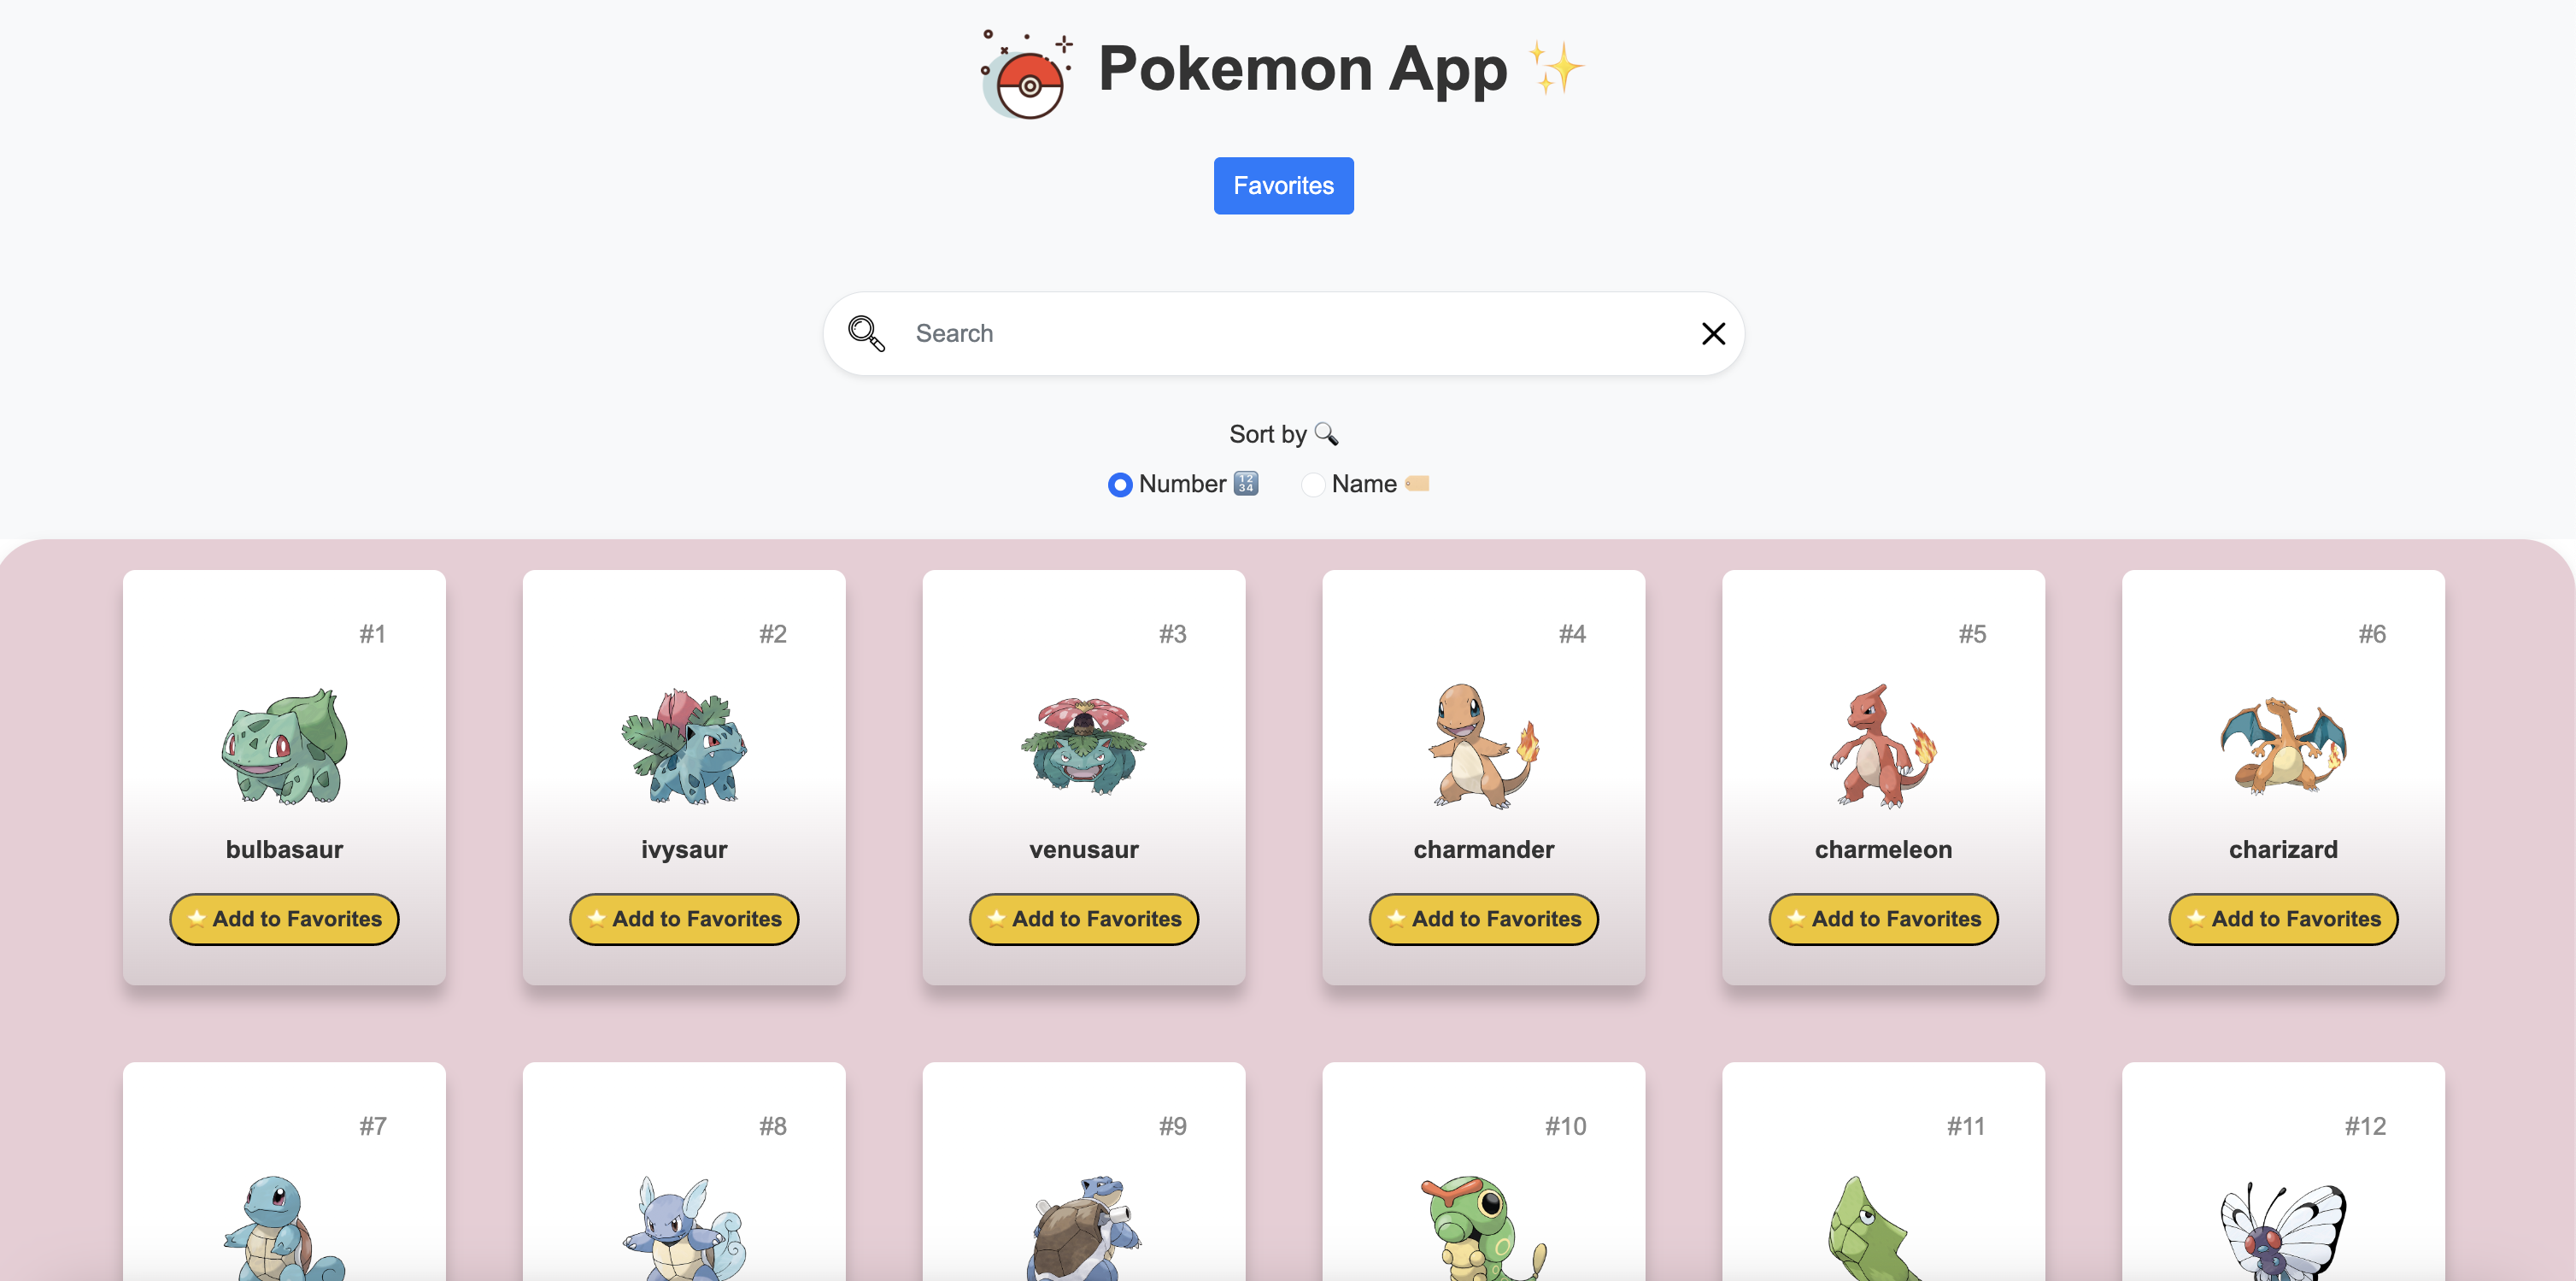 Pokemon App ✨
Favorites
Search
Sort by 🔍
Number 🔢 Name 🏷️
#1 #2 #3 #4 #5 #6
bulbasaur ivysaur venusaur charmander charmeleon charizard
⭐ Add to Favorites ⭐ Add to Favorites ⭐ Add to Favorites ⭐ Add to Favorites ⭐ Add to Favorites ⭐ Add to Favorites
#7 #8 #9 #10 #11 #12